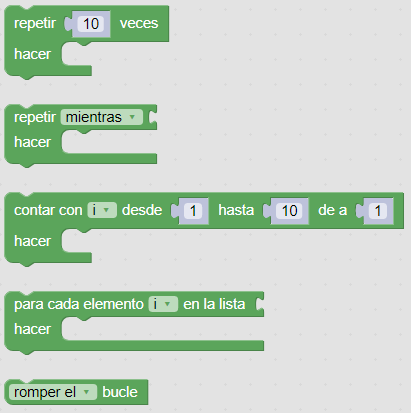 repetir 10 veces
hacer
repetir mientras
hacer
contar con i desde 1 hasta 10 de a 1
hacer
para cada elemento i en la lista
hacer
romper el bucle